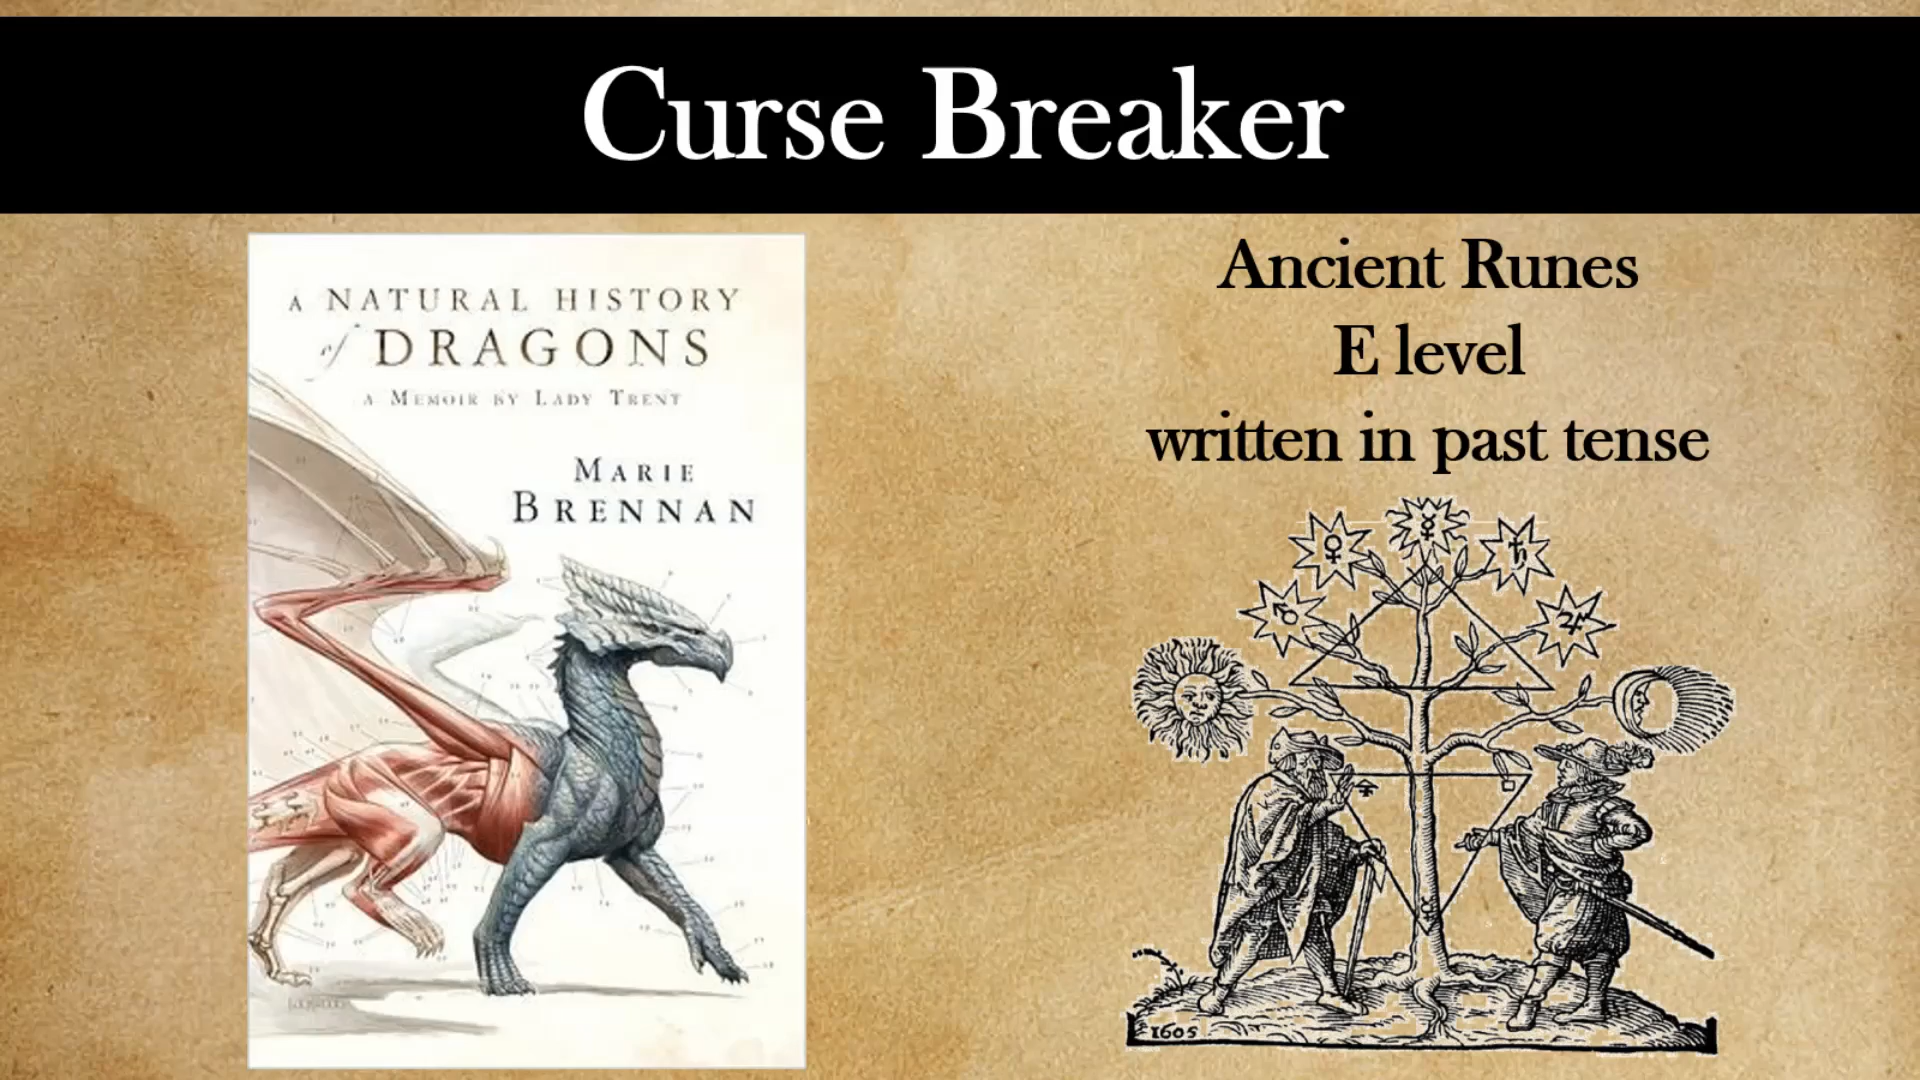 Curse Breaker
A NATURAL HISTORY
of DRAGONS
A MEMOIR BY LADY TRENT
MARIE
BRENNAN
Ancient Runes
E level
written in past tense
1605